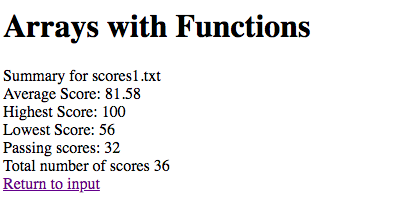 Arrays with Functions
Summary for scores1.txt
Average Score: 81.58
Highest Score: 100
Lowest Score: 56
Passing scores: 32
Total number of scores 36
Return to input